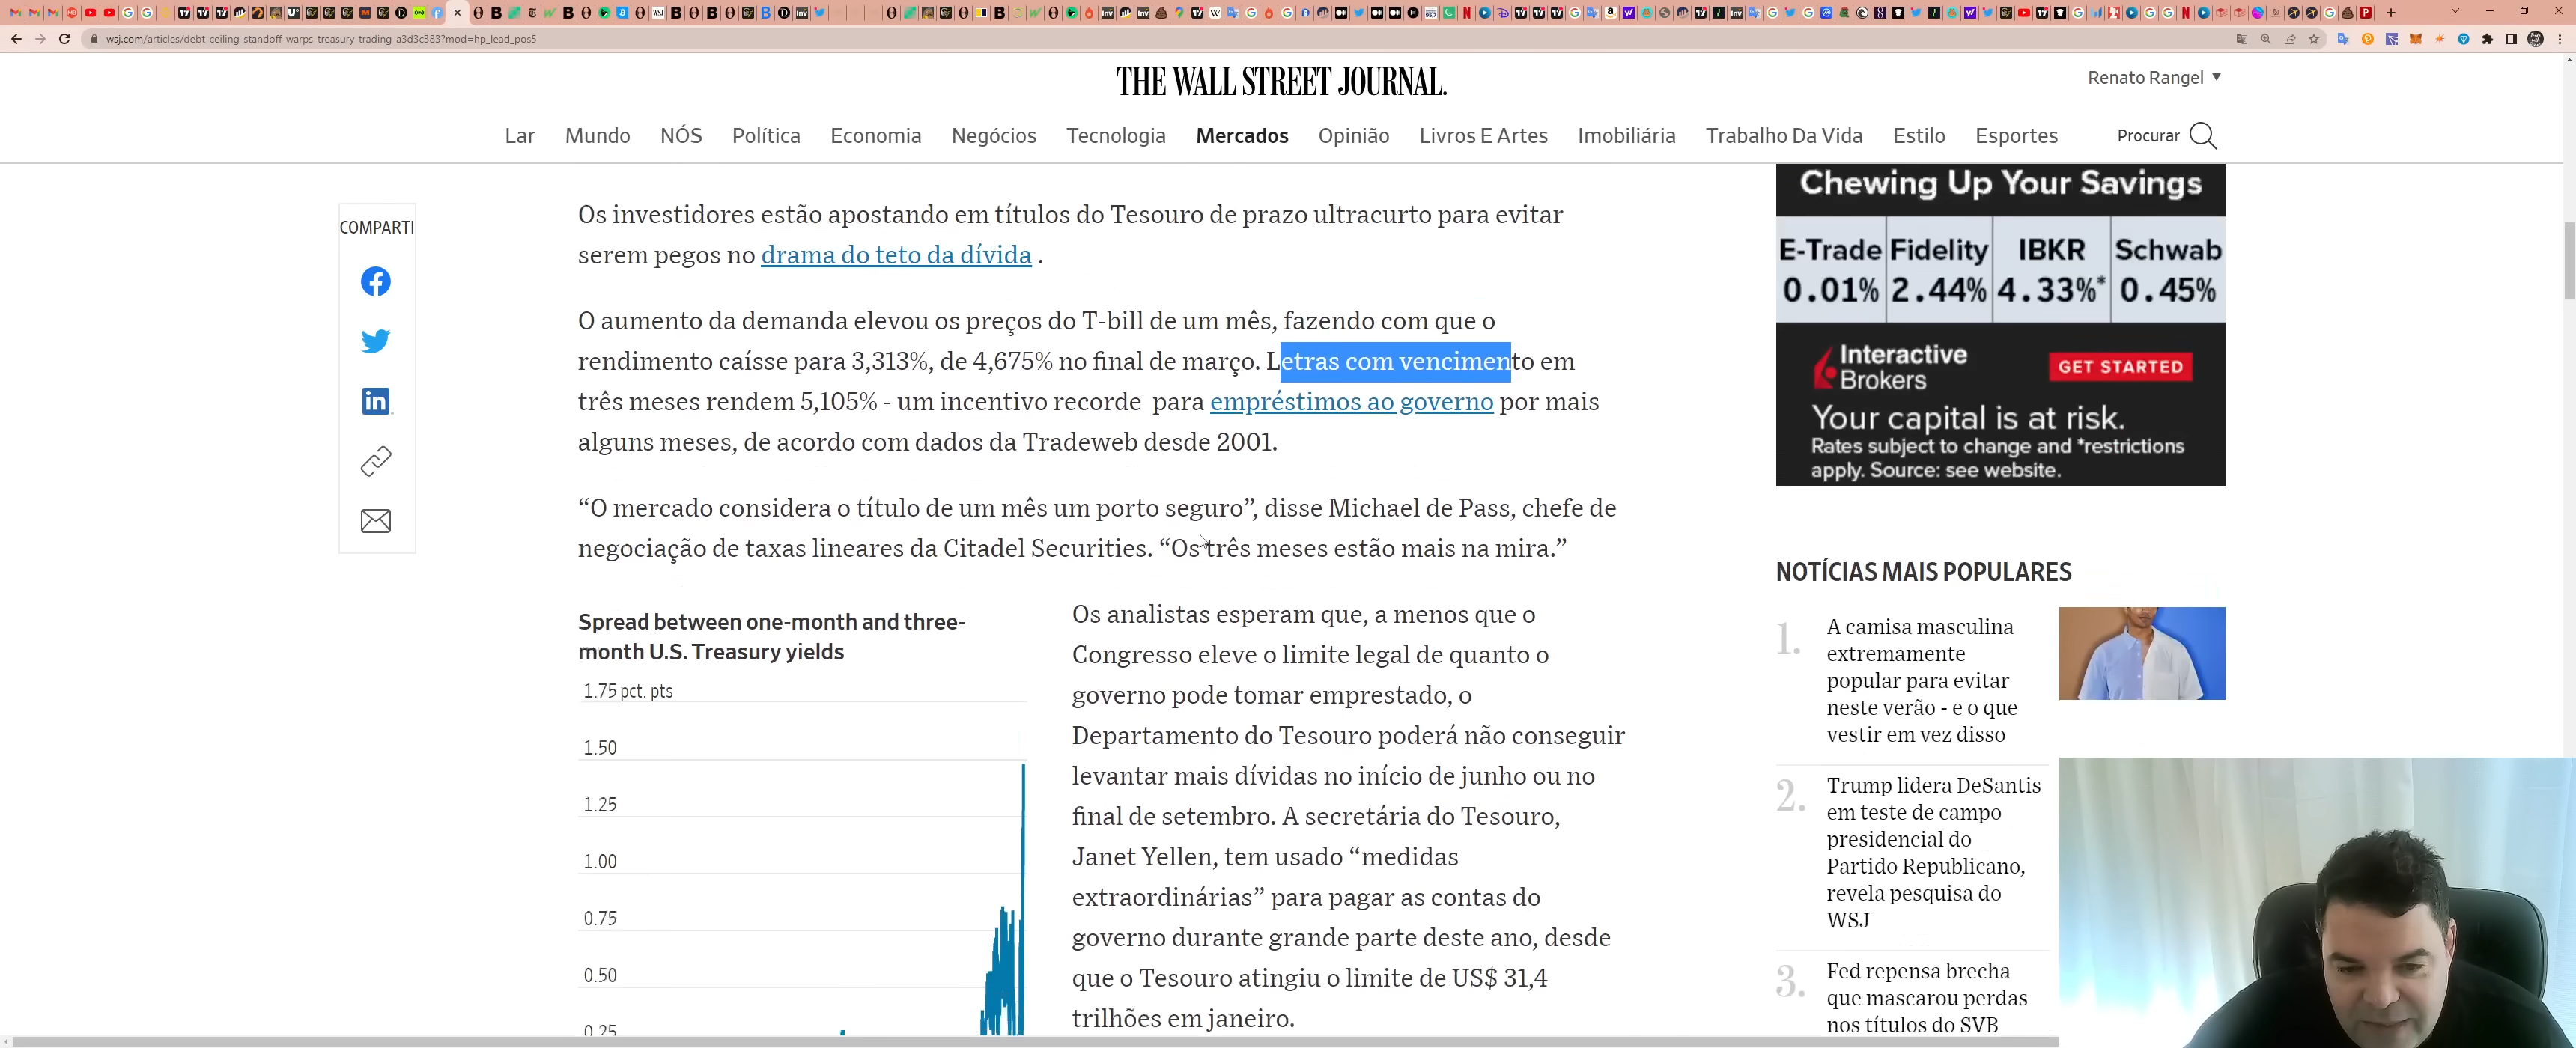 wsj.com/articles/debt-ceiling-standoff-warps-treasury-trading-a3d3c383?mod=hp_lead_pos5
THE WALL STREET JOURNAL.
Renato Rangel
Lar Mundo NÓS Política Economia Negócios Tecnologia Mercados Opinião Livros E Artes Imobiliária Trabalho Da Vida Estilo Esportes Procurar
COMPARTI
Os investidores estão apostando em títulos do Tesouro de prazo ultracurto para evitar
serem pegos no drama do teto da dívida .
O aumento da demanda elevou os preços do T-bill de um mês, fazendo com que o
rendimento caísse para 3,313%, de 4,675% no final de março. Letras com vencimento em
três meses rendem 5,105% - um incentivo recorde para empréstimos ao governo por mais
alguns meses, de acordo com dados da Tradeweb desde 2001.
“O mercado considera o título de um mês um porto seguro”, disse Michael de Pass, chefe de
negociação de taxas lineares da Citadel Securities. “Os três meses estão mais na mira.”
Spread between one-month and three-
month U.S. Treasury yields
1.75 pct. pts
1.50
1.25
1.00
0.75
0.50
0.25
Os analistas esperam que, a menos que o
Congresso eleve o limite legal de quanto o
governo pode tomar emprestado, o
Departamento do Tesouro poderá não conseguir
levantar mais dívidas no início de junho ou no
final de setembro. A secretária do Tesouro,
Janet Yellen, tem usado “medidas
extraordinárias” para pagar as contas do
governo durante grande parte deste ano, desde
que o Tesouro atingiu o limite de US$ 31,4
trilhões em janeiro.
Chewing Up Your Savings
E-Trade Fidelity IBKR Schwab
0.01% 2.44% 4.33%* 0.45%
Interactive
Brokers
GET STARTED
Your capital is at risk.
Rates subject to change and *restrictions
apply. Source: see website.
NOTÍCIAS MAIS POPULARES
1. A camisa masculina
extremamente
popular para evitar
neste verão - e o que
vestir em vez disso
2. Trump lidera DeSantis
em teste de campo
presidencial do
Partido Republicano,
revela pesquisa do
WSJ
3. Fed repensa brecha
que mascarou perdas
nos títulos do SVB